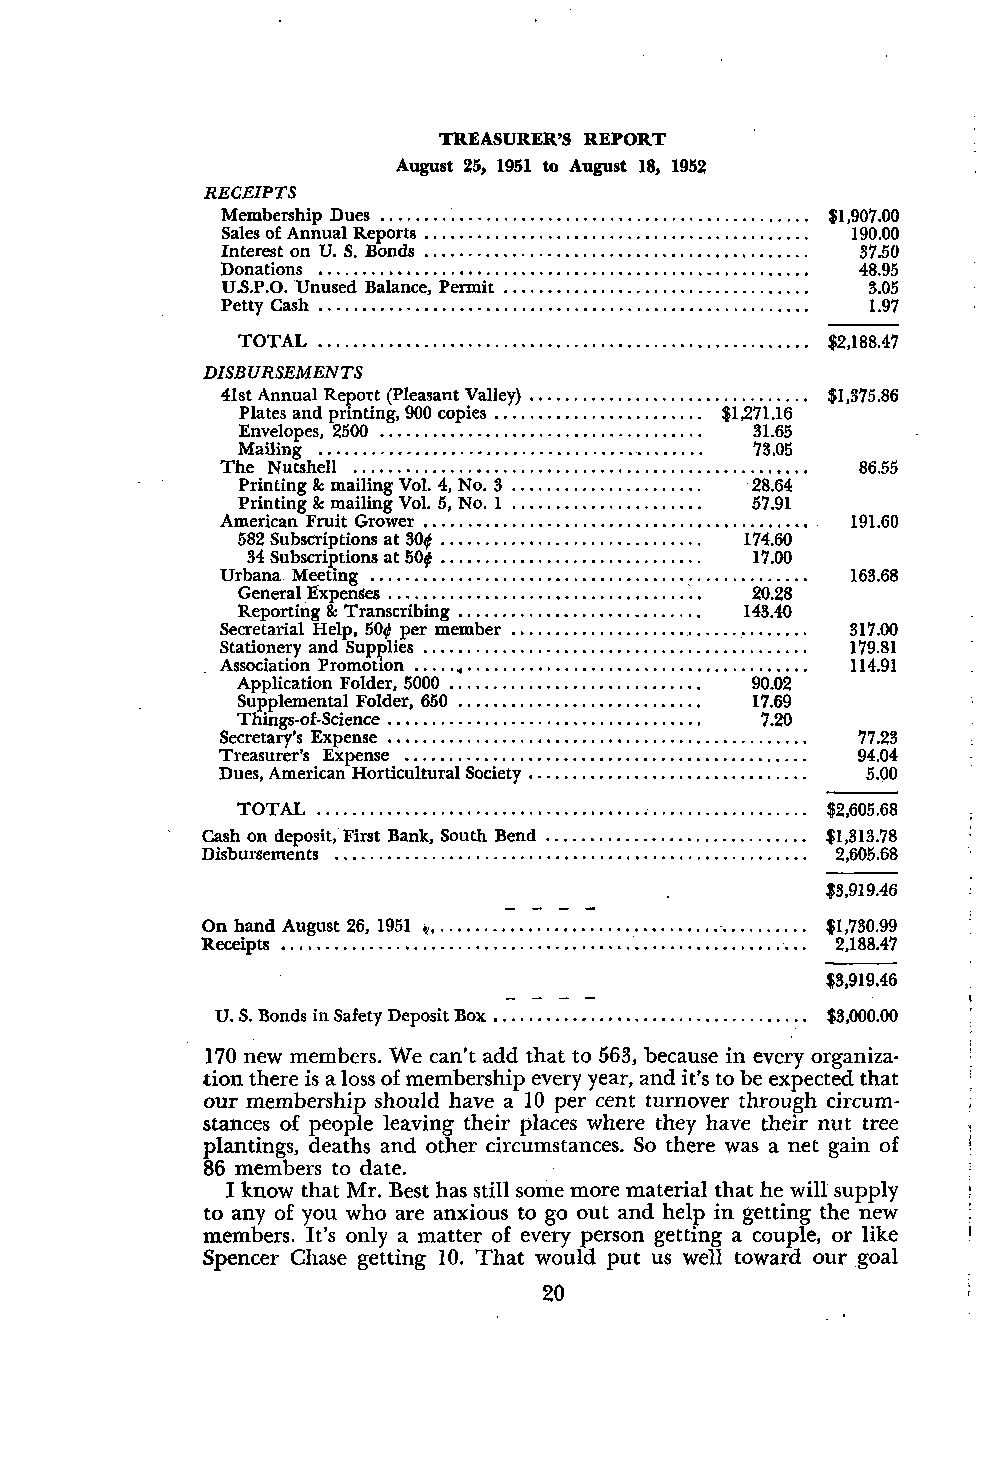 TREASURER'S REPORT
August 25, 1951 to August 18, 1952
RECEIPTS
Membership Dues ................................................ $1,907.00
Sales of Annual Reports ............................................ 190.00
Interest on U. S. Bonds ............................................ 37.50
Donations ........................................................ 48.95
U.S.P.O. Unused Balance, Permit ................................... 3.05
Petty Cash ........................................................ 1.97
TOTAL ........................................................ $2,188.47
DISBURSEMENTS
41st Annual Report (Pleasant Valley) ................................ $1,375.86
Plates and printing, 900 copies ........................ $1,271.16
Envelopes, 2500 ..................................... 31.65
Mailing ............................................ 73.05
The Nutshell .................................................... 86.55
Printing & mailing Vol. 4, No. 3 ...................... 28.64
Printing & mailing Vol. 5, No. 1 ...................... 57.91
American Fruit Grower ............................................ 191.60
582 Subscriptions at 30¢ .............................. 174.60
34 Subscriptions at 50¢ .............................. 17.00
Urbana Meeting .................................................. 163.68
General Expenses .................................... 20.28
Reporting & Transcribing ............................ 143.40
Secretarial Help, 50¢ per member .................................. 317.00
Stationery and Supplies ............................................ 179.81
Association Promotion ............................................. 114.91
Application Folder, 5000 ............................. 90.02
Supplemental Folder, 650 ............................ 17.69
Things-of-Science .................................... 7.20
Secretary's Expense ................................................ 77.23
Treasurer's Expense .............................................. 94.04
Dues, American Horticultural Society ................................ 5.00
TOTAL ........................................................ $2,605.68
Cash on deposit, First Bank, South Bend .............................. $1,313.78
Disbursements ...................................................... 2,605.68
$3,919.46
On hand August 26, 1951 ........................................... $1,730.99
Receipts ............................................................ 2,188.47
$3,919.46
U. S. Bonds in Safety Deposit Box .................................... $3,000.00
170 new members. We can't add that to 563, because in every organiza-
tion there is a loss of membership every year, and it's to be expected that
our membership should have a 10 per cent turnover through circum-
stances of people leaving their places where they have their nut tree
plantings, deaths and other circumstances. So there was a net gain of
86 members to date.
I know that Mr. Best has still some more material that he will supply
to any of you who are anxious to go out and help in getting the new
members. It's only a matter of every person getting a couple, or like
Spencer Chase getting 10. That would put us well toward our goal
20